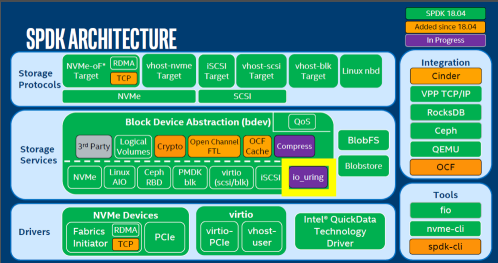 SPDK ARCHITECTURE
SPDK 18.04
Added since 18.04
In Progress
Storage Protocols
NVMe-oF* Target
RDMA
TCP
vhost-nvme Target
iSCSI Target
vhost-scsi Target
vhost-blk Target
Linux nbd
NVMe
SCSI
Storage Services
Block Device Abstraction (bdev)
QoS
3rd Party
Logical Volumes
Crypto
Open Channel FTL
OCF Cache
Compress
NVMe
Linux AIO
Ceph RBD
PMDK blk
virtio (scsi/blk)
iSCSI
io_uring
BlobFS
Blobstore
Drivers
NVMe Devices
Fabrics Initiator
RDMA
TCP
PCIe
virtio
virtio-PCIe
vhost-user
Intel® QuickData Technology Driver
Integration
Cinder
VPP TCP/IP
RocksDB
Ceph
QEMU
OCF
Tools
fio
nvme-cli
spdk-cli